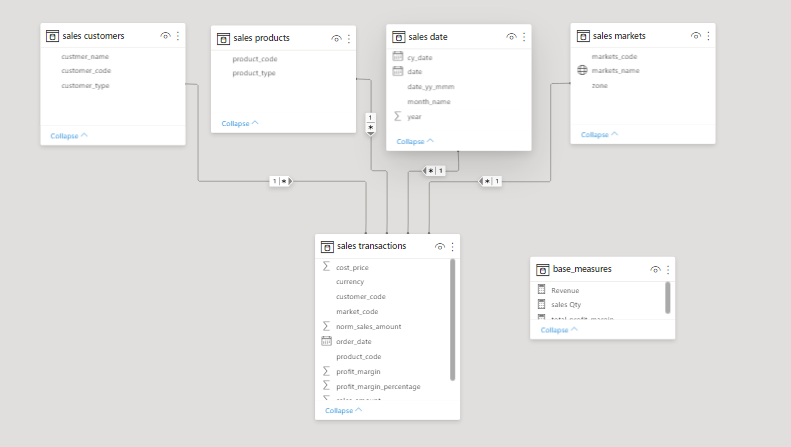 sales customers
custmer_name
customer_code
customer_type
Collapse
sales products
product_code
product_type
Collapse
sales date
cy_date
date
date_yy_mmm
month_name
year
Collapse
sales markets
markets_code
markets_name
zone
Collapse
1 *
1
*
* 1
* 1
sales transactions
cost_price
currency
customer_code
market_code
norm_sales_amount
order_date
product_code
profit_margin
profit_margin_percentage
sales_amount
Collapse
base_measures
Revenue
sales Qty
total_profit_margin
Collapse